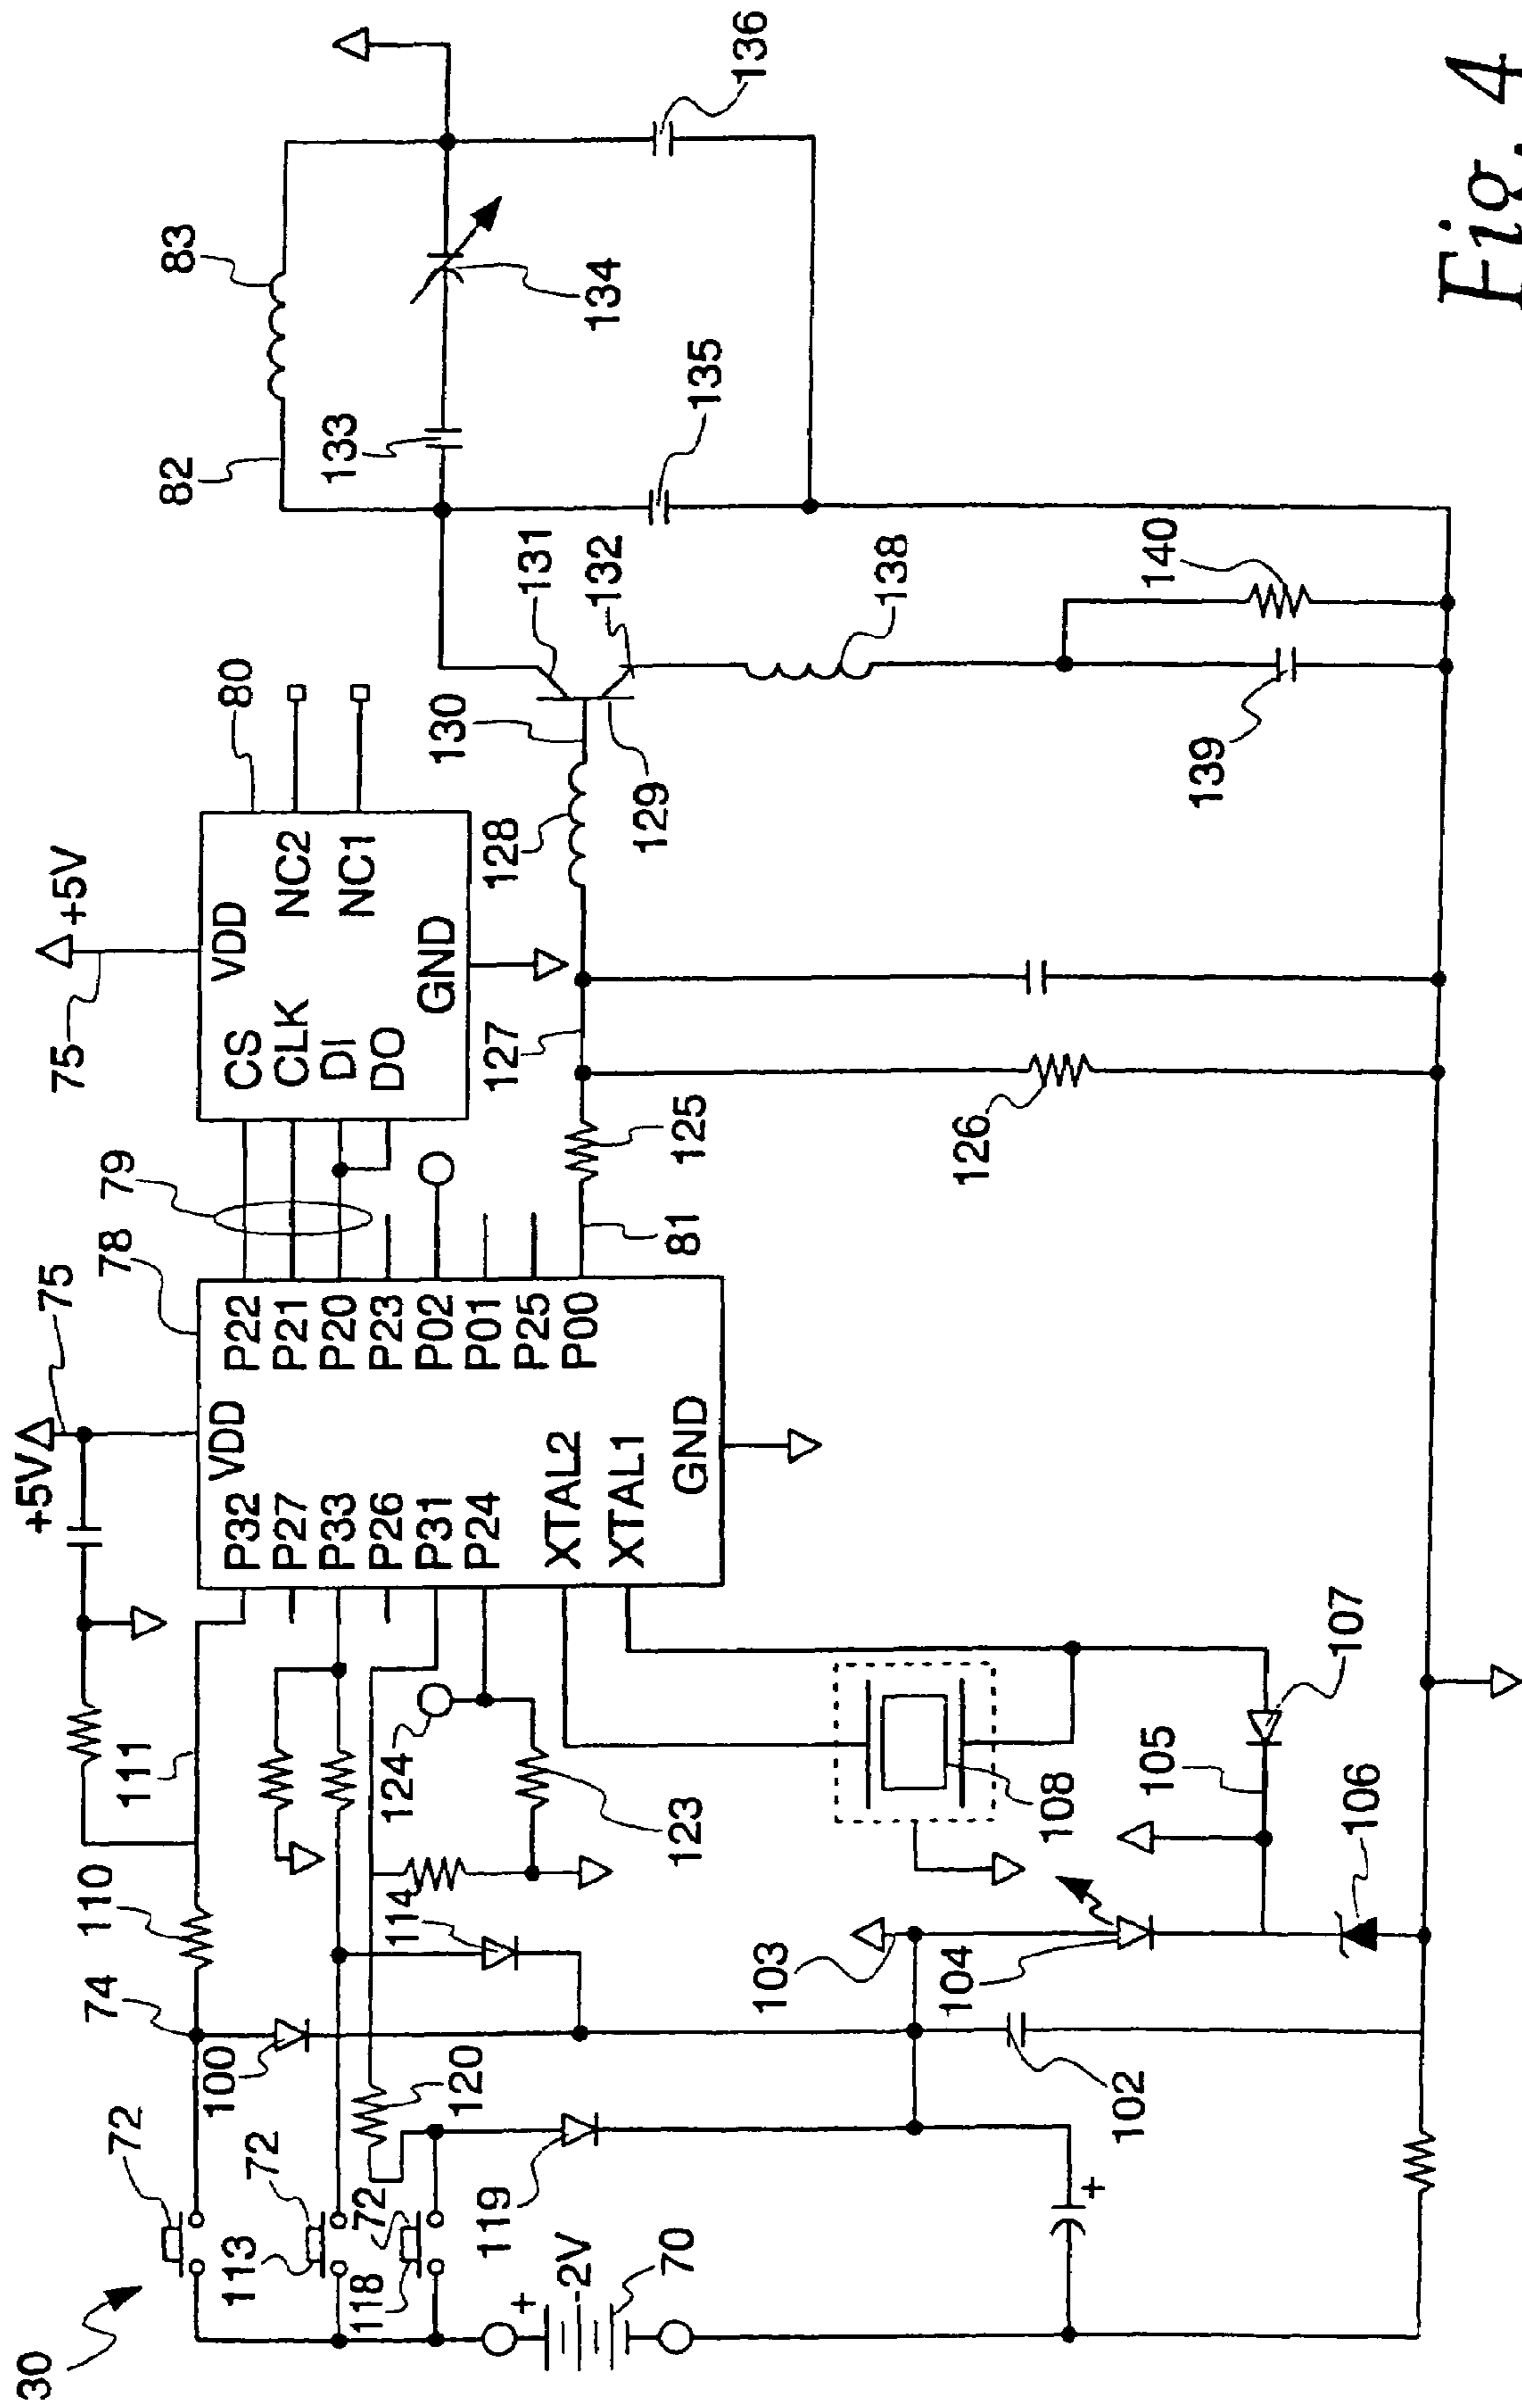 30
72
113
72
118
72
+
-2V
70
74
100
110
111
114
120
119
+
102
103
104
105
106
107
108
123
124
+5V
75
78
P32
P27
P33
P26
P31
P24
XTAL2
XTAL1
VDD
GND
P22
P21
P20
P23
P02
P01
P25
P00
79
81
75
+5V
80
CS
CLK
DI
DO
VDD
GND
NC2
NC1
125
126
127
128
129
130
131
132
82
83
133
134
135
136
138
139
140
Fig. 4